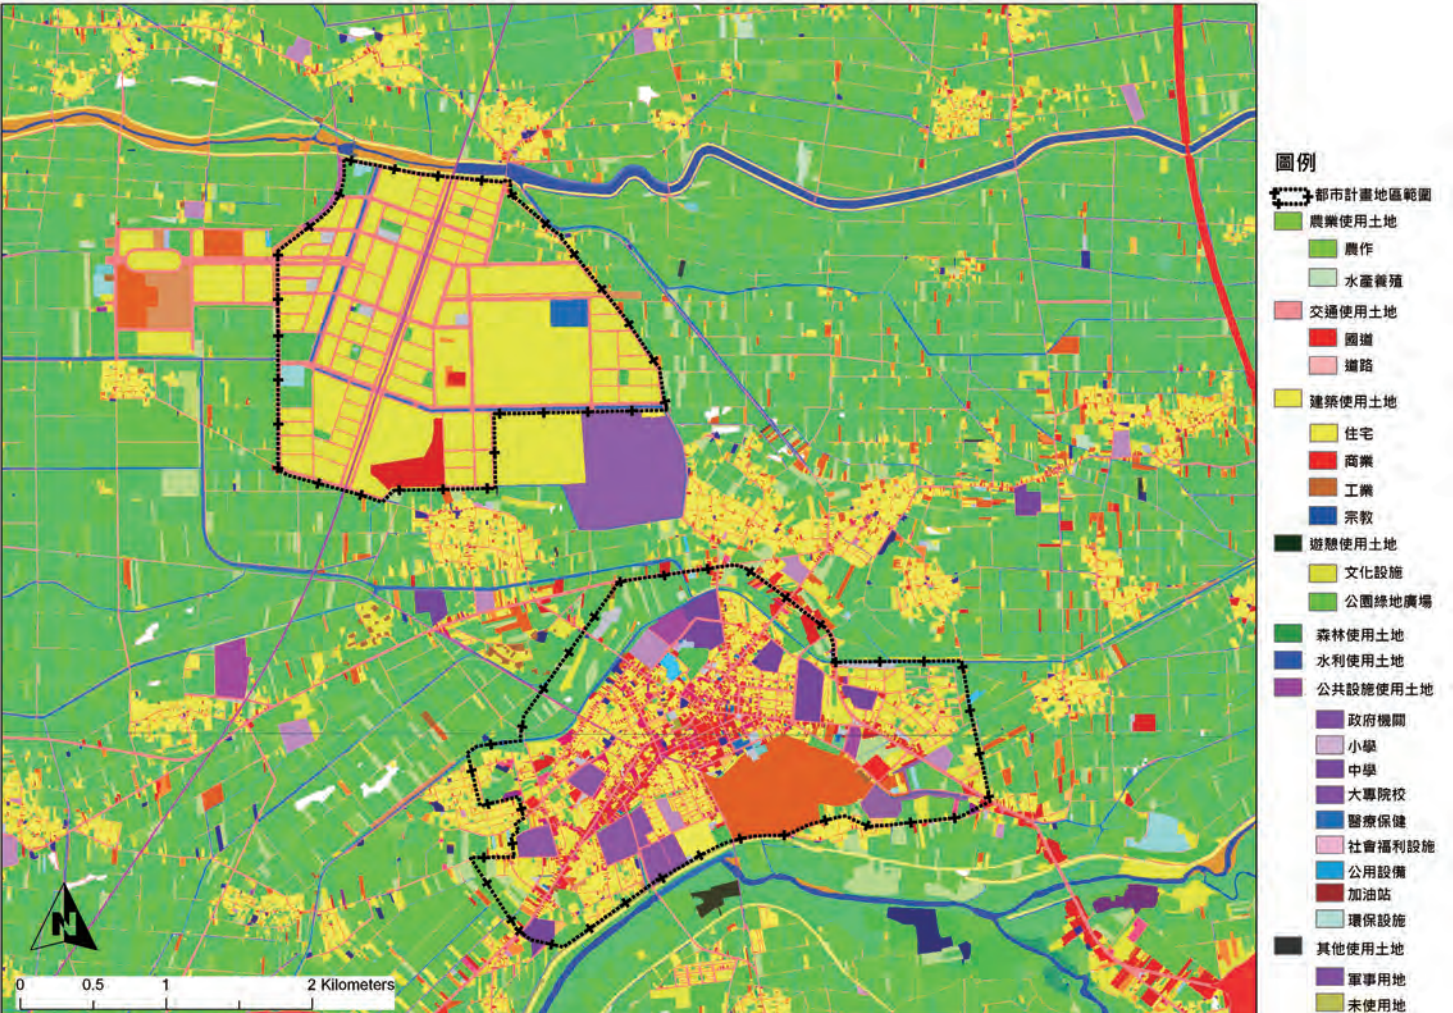 圖例
都市計畫地區範圍
農業使用土地
農作
水產養殖
交通使用土地
國道
道路
建築使用土地
住宅
商業
工業
宗教
遊憩使用土地
文化設施
公園綠地廣場
森林使用土地
水利使用土地
公共設施使用土地
政府機關
小學
中學
大專院校
醫療保健
社會福利設施
公用設備
加油站
環保設施
其他使用土地
軍事用地
未使用地
N
0 0.5 1 2 Kilometers